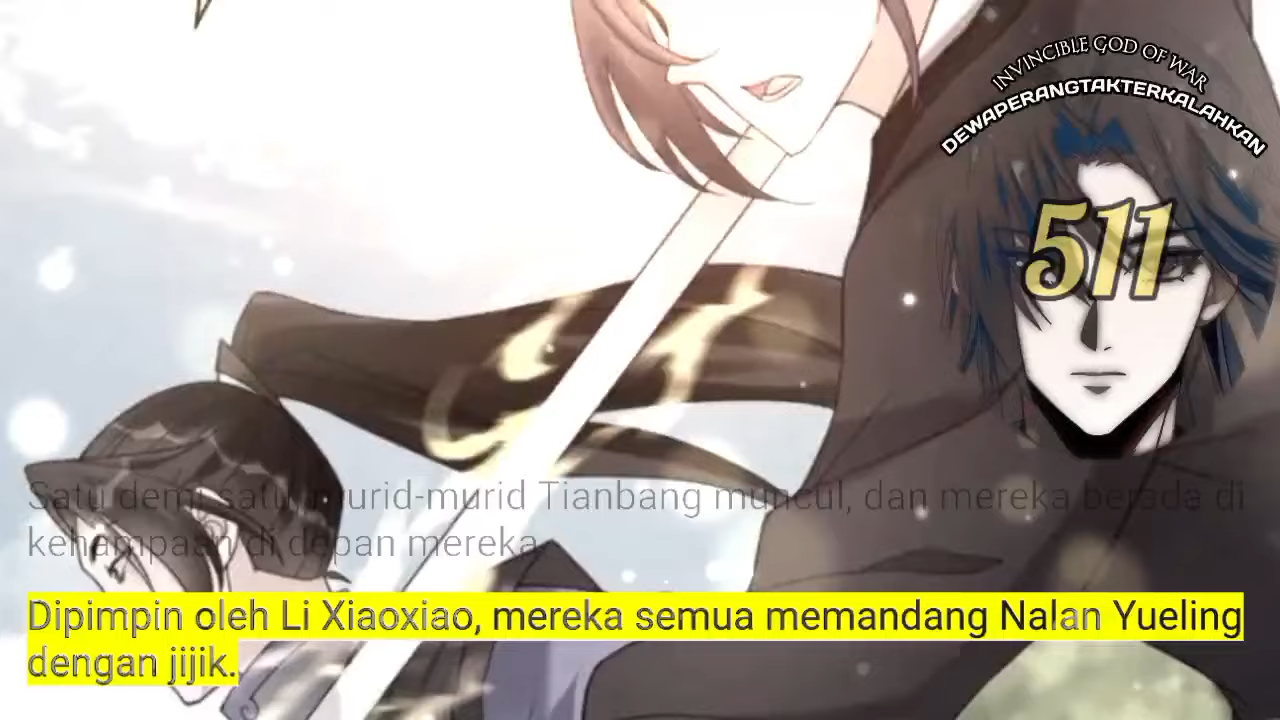 INVINCIBLE GOD OF WAR
DEWAPERANGTAKTERKALAHKAN
511
Satu demi satu, murid-murid Tianbang muncul, dan mereka berada di
kehampaan di depan mereka.
Dipimpin oleh Li Xiaoxiao, mereka semua memandang Nalan Yueling
dengan jijik.